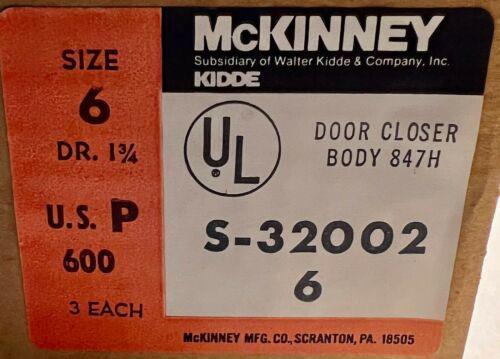 SIZE
6
DR. 1¾
U.S. P
600
3 EACH
McKINNEY
Subsidiary of Walter Kidde & Company, Inc.
KIDDE
UL
®
DOOR CLOSER
BODY 847H
S-32002
6
McKINNEY MFG. CO., SCRANTON, PA. 18505